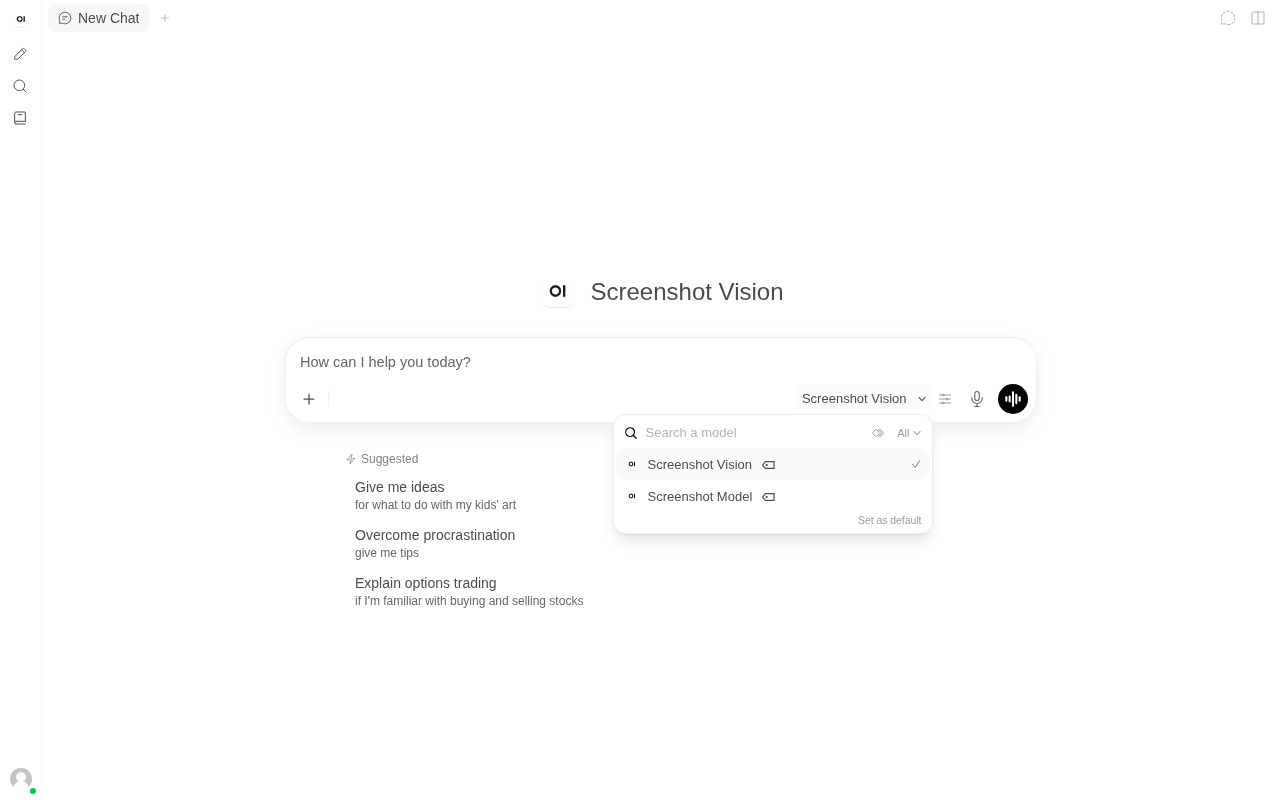 OI
New Chat
OI Screenshot Vision
How can I help you today?
Screenshot Vision
Search a model
All
OI Screenshot Vision
OI Screenshot Model
Set as default
Suggested
Give me ideas
for what to do with my kids' art
Overcome procrastination
give me tips
Explain options trading
if I'm familiar with buying and selling stocks